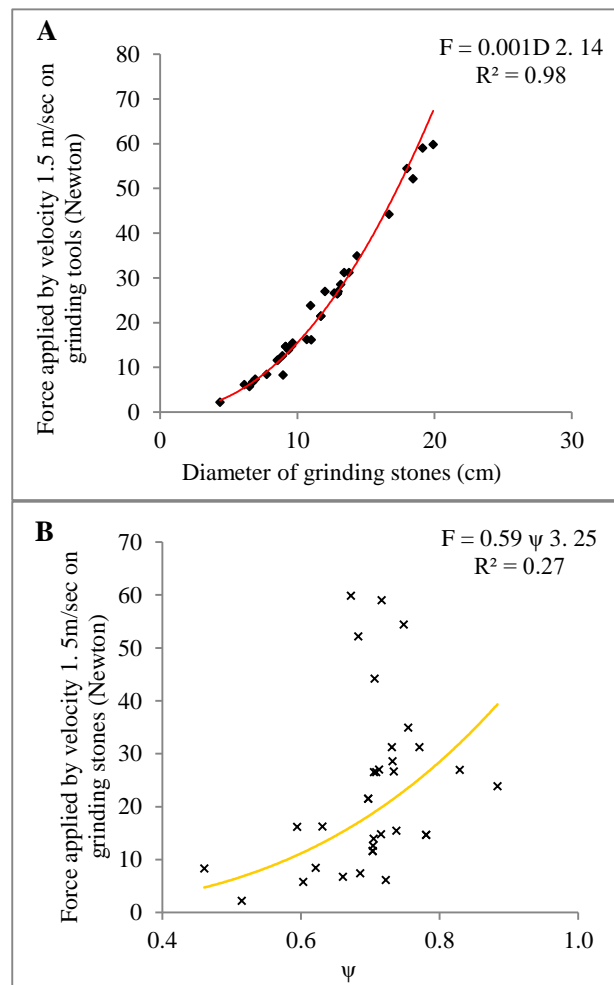 A
F = 0.001D 2. 14
R² = 0.98
Force applied by velocity 1.5 m/sec on
grinding tools (Newton)
80
70
60
50
40
30
20
10
0
0 10 20 30
Diameter of grinding stones (cm)
B
F = 0.59 ψ 3. 25
R² = 0.27
Force applied by velocity 1. 5m/sec on
grinding stones (Newton)
70
60
50
40
30
20
10
0
0.4 0.6 0.8 1.0
ψ